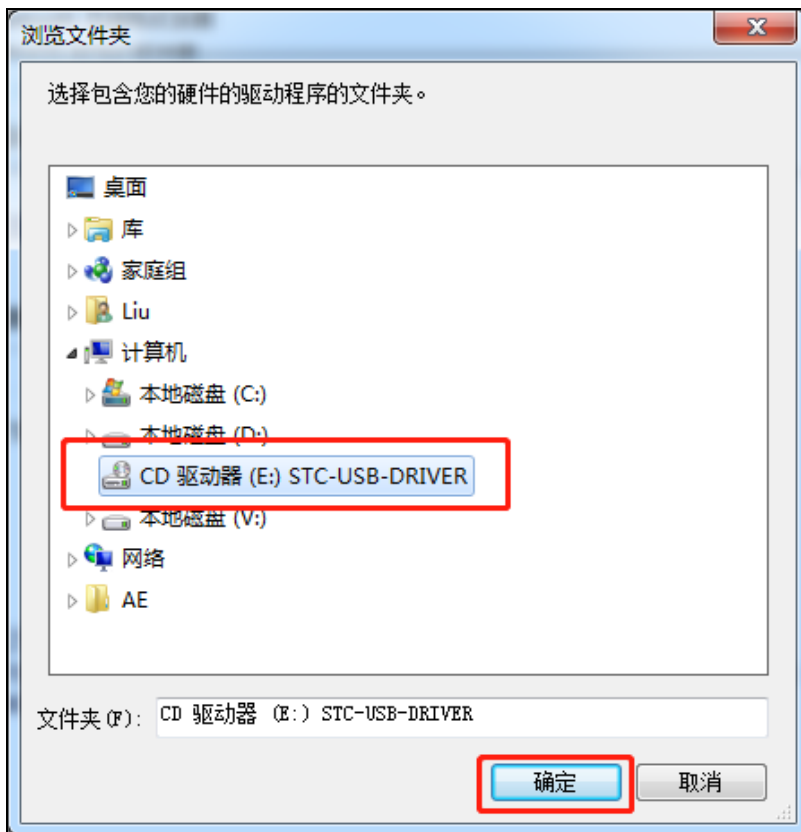 浏览文件夹
选择包含您的硬件的驱动程序的文件夹。
桌面
库
家庭组
Liu
计算机
本地磁盘 (C:)
本地磁盘 (D:)
CD 驱动器 (E:) STC-USB-DRIVER
本地磁盘 (V:)
网络
AE
文件夹(F): CD 驱动器 (E:) STC-USB-DRIVER
确定 取消